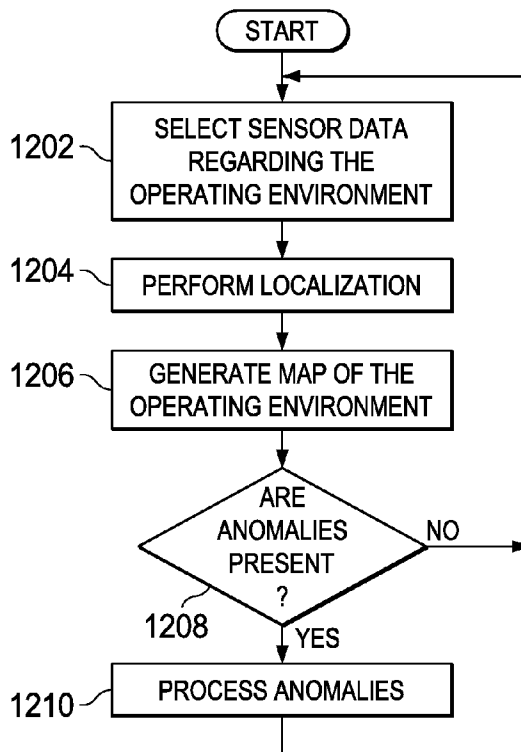 START
1202
SELECT SENSOR DATA
REGARDING THE
OPERATING ENVIRONMENT
1204
PERFORM LOCALIZATION
1206
GENERATE MAP OF THE
OPERATING ENVIRONMENT
ARE
ANOMALIES
PRESENT
?
NO
1208
YES
1210
PROCESS ANOMALIES